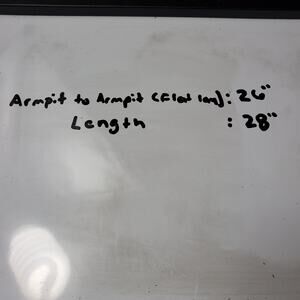 Armpit to Armpit (Flat lay): 26"
Length : 28"